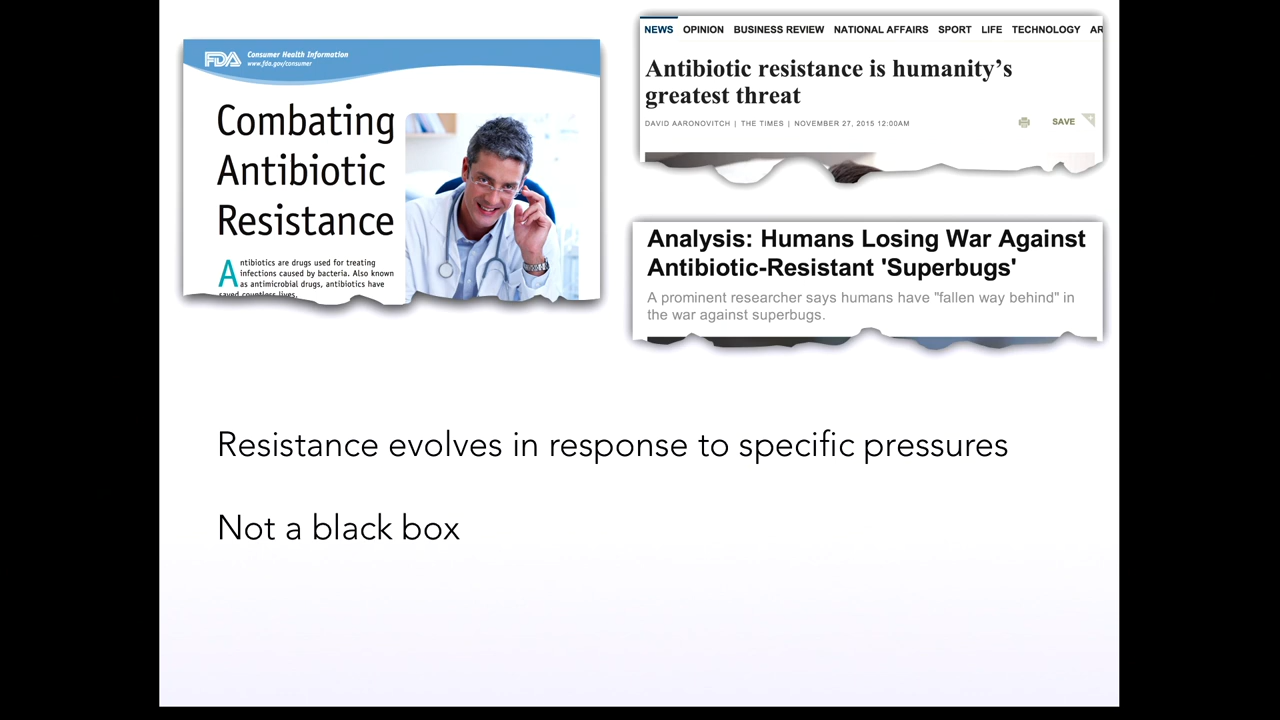 FDA Consumer Health Information
www.fda.gov/consumer
Combating
Antibiotic
Resistance
Antibiotics are drugs used for treating
infections caused by bacteria. Also known
as antimicrobial drugs, antibiotics have
saved countless lives.
NEWS OPINION BUSINESS REVIEW NATIONAL AFFAIRS SPORT LIFE TECHNOLOGY AR
Antibiotic resistance is humanity’s
greatest threat
DAVID AARONOVITCH | THE TIMES | NOVEMBER 27, 2015 12:00AM
SAVE
Analysis: Humans Losing War Against
Antibiotic-Resistant 'Superbugs'
A prominent researcher says humans have "fallen way behind" in
the war against superbugs.
Resistance evolves in response to specific pressures
Not a black box